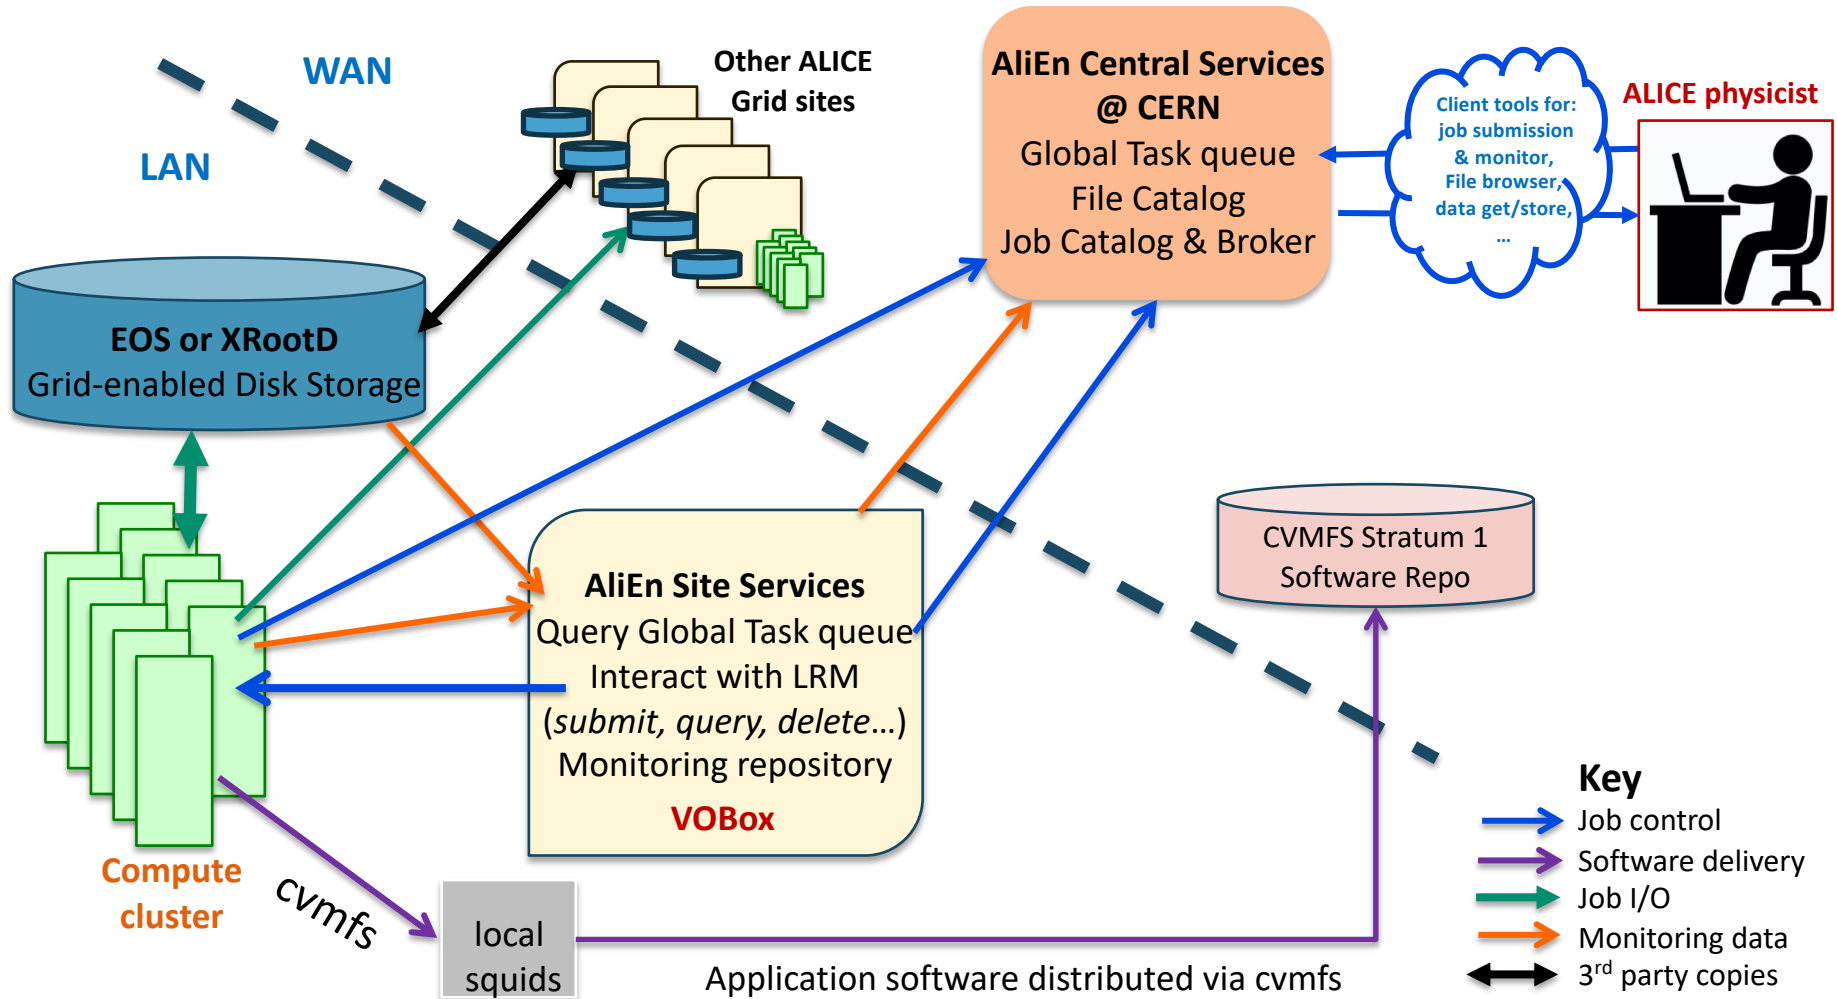 WAN
LAN
Other ALICE
Grid sites
AliEn Central Services
@ CERN
Global Task queue
File Catalog
Job Catalog & Broker
Client tools for:
job submission
& monitor,
File browser,
data get/store,
...
ALICE physicist
EOS or XRootD
Grid-enabled Disk Storage
AliEn Site Services
Query Global Task queue
Interact with LRM
(submit, query, delete...)
Monitoring repository
VOBox
CVMFS Stratum 1
Software Repo
Compute
cluster
cvmfs
local
squids
Application software distributed via cvmfs
Key
Job control
Software delivery
Job I/O
Monitoring data
3rd party copies